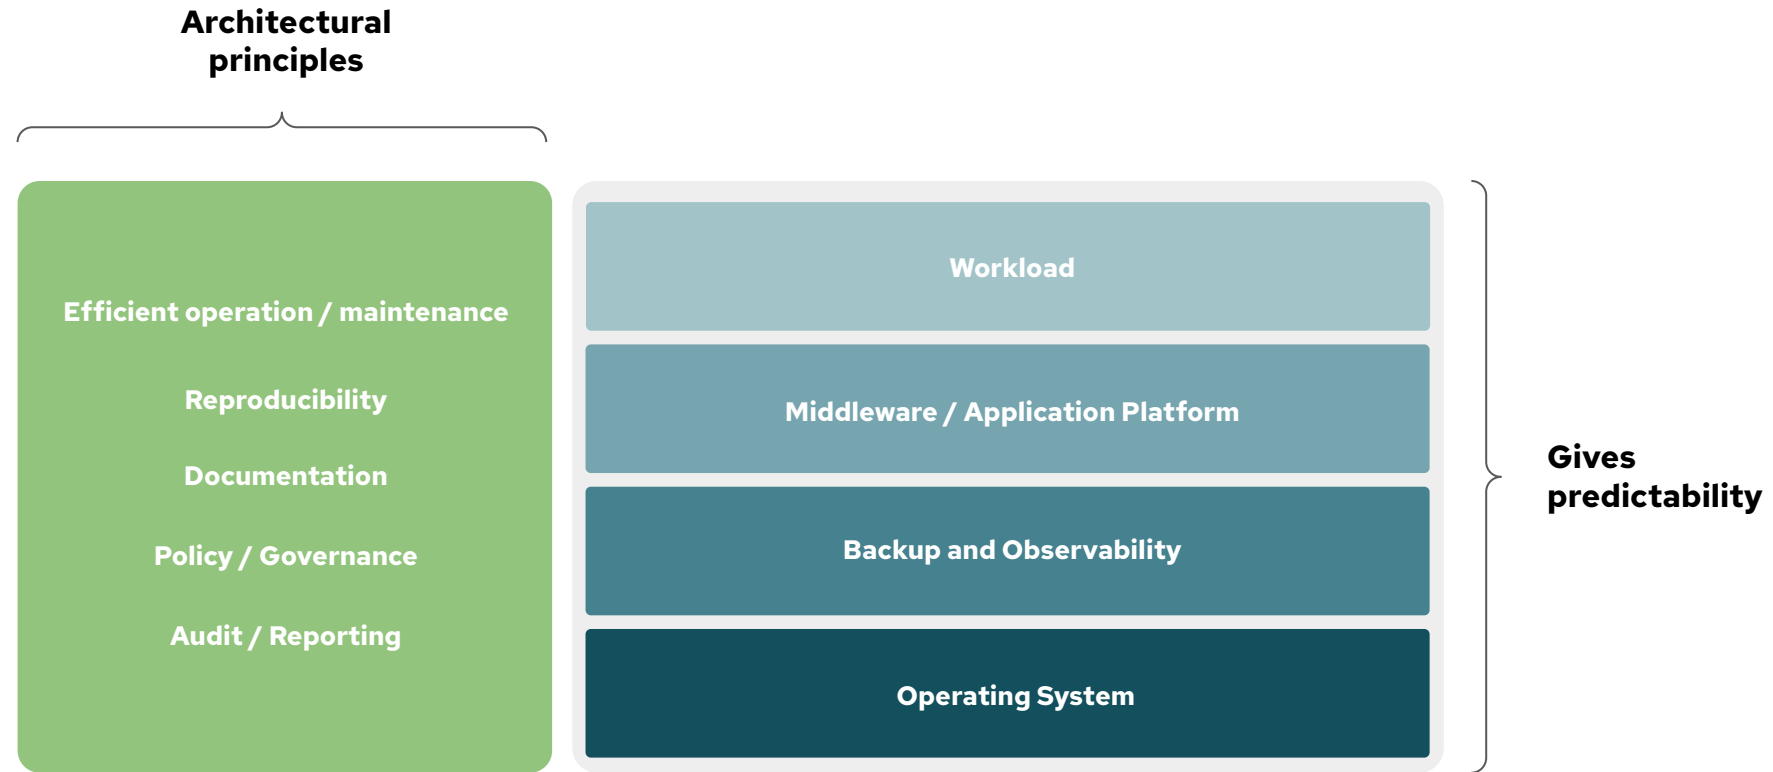 Architectural
principles
Efficient operation / maintenance
Reproducibility
Documentation
Policy / Governance
Audit / Reporting
Workload
Middleware / Application Platform
Backup and Observability
Operating System
Gives
predictability